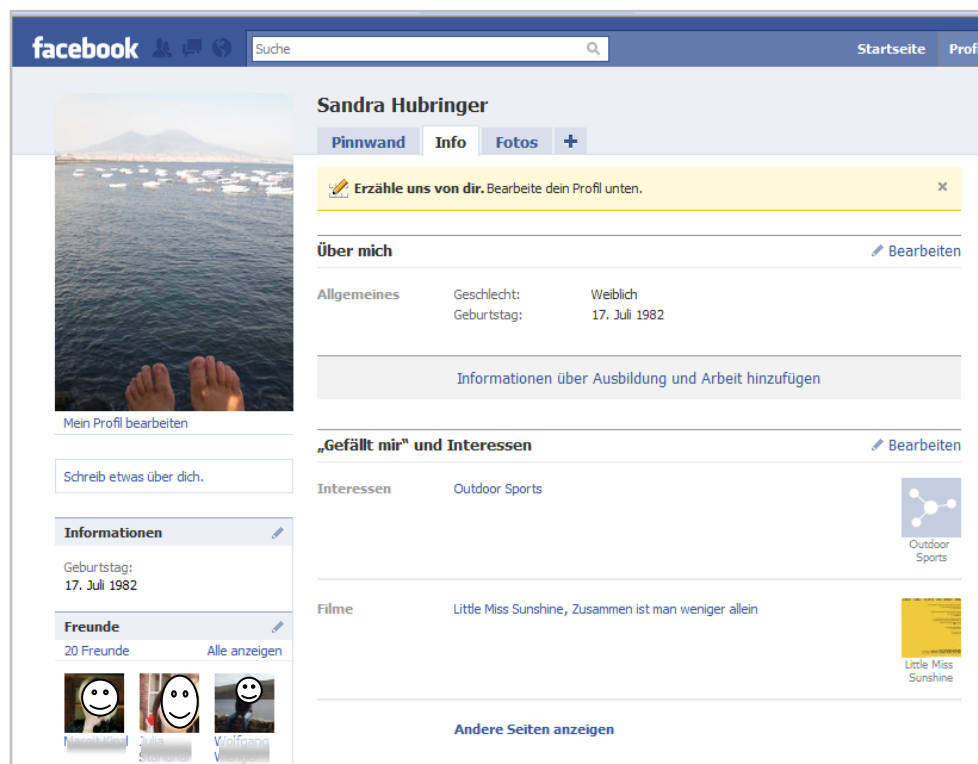 facebook
Suche
Startseite
Sandra Hubringer
Pinnwand Info Fotos +
Erzähle uns von dir. Bearbeite dein Profil unten. ×
Über mich Bearbeiten
Allgemeines Geschlecht: Weiblich
Geburtstag: 17. Juli 1982
Informationen über Ausbildung und Arbeit hinzufügen
Mein Profil bearbeiten
Schreib etwas über dich.
Informationen
Geburtstag:
17. Juli 1982
Freunde
20 Freunde Alle anzeigen
Wolfgang
„Gefällt mir“ und Interessen Bearbeiten
Interessen Outdoor Sports
Outdoor
Sports
Filme Little Miss Sunshine, Zusammen ist man weniger allein
Little Miss
Sunshine
Andere Seiten anzeigen